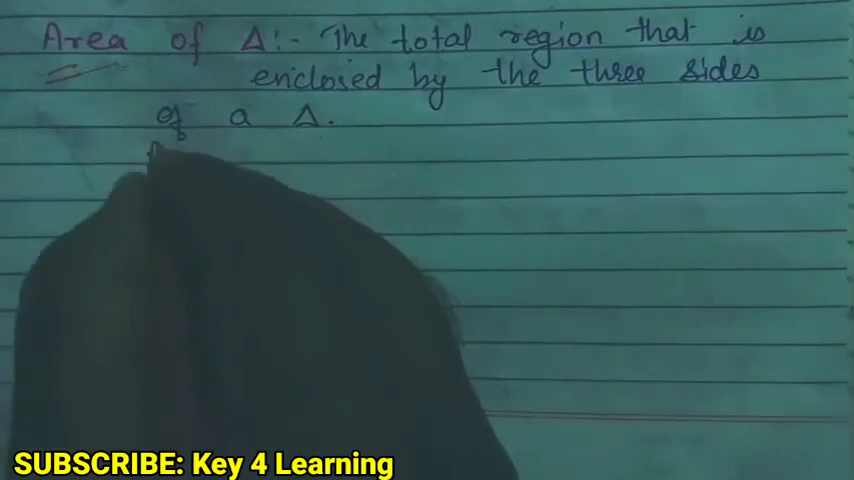 Area of Δ:- The total region that is
enclosed by the three sides
of a Δ.
SUBSCRIBE: Key 4 Learning